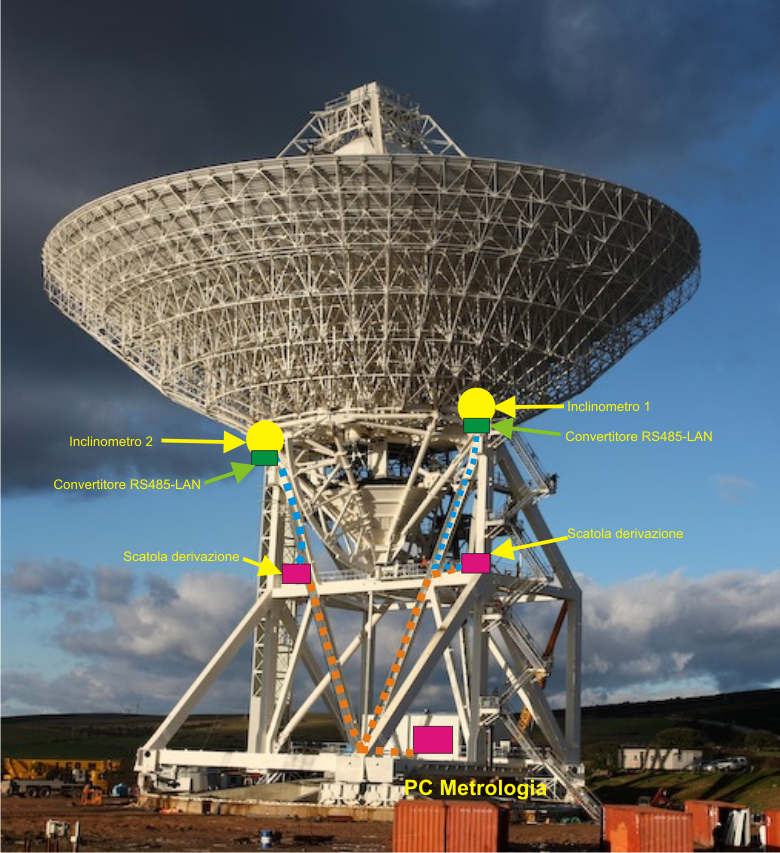 Inclinometro 1
Inclinometro 2
Convertitore RS485-LAN
Convertitore RS485-LAN
Scatola derivazione
Scatola derivazione
PC Metrologia